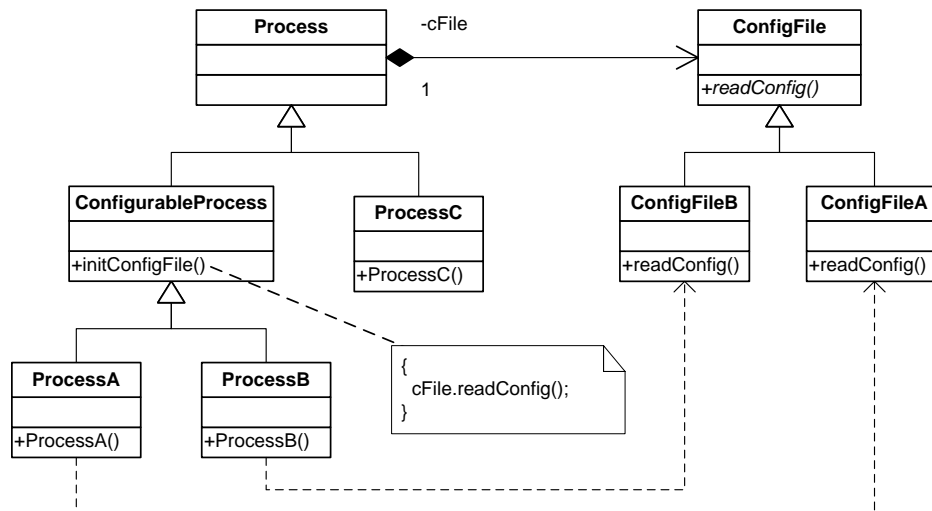 Process
-cFile
1
ConfigFile
+readConfig()
ConfigurableProcess
+initConfigFile()
ProcessC
+ProcessC()
ConfigFileB
+readConfig()
ConfigFileA
+readConfig()
ProcessA
+ProcessA()
ProcessB
+ProcessB()
{
cFile.readConfig();
}